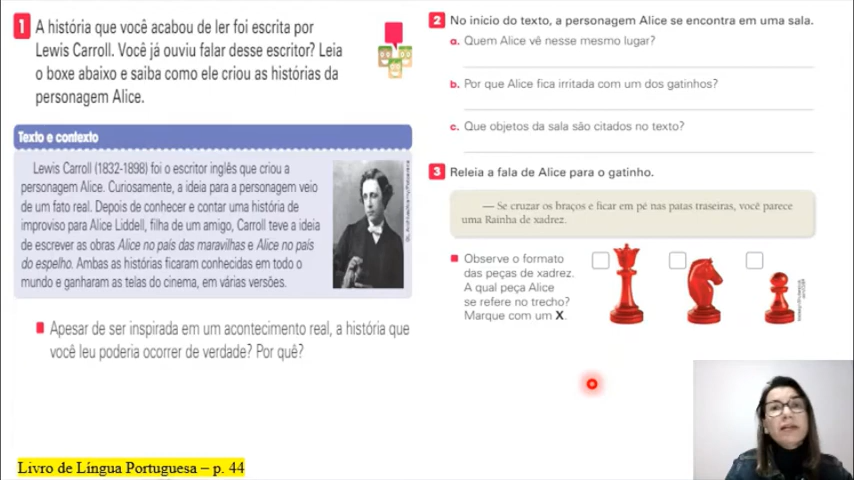 1 A história que você acabou de ler foi escrita por
Lewis Carroll. Você já ouviu falar desse escritor? Leia
o boxe abaixo e saiba como ele criou as histórias da
personagem Alice.
Texto e contexto
Lewis Carroll (1832-1898) foi o escritor inglês que criou a
personagem Alice. Curiosamente, a ideia para a personagem veio
de um fato real. Depois de conhecer e contar uma história de
improviso para Alice Liddell, filha de um amigo, Carroll teve a ideia
de escrever as obras Alice no país das maravilhas e Alice no país
do espelho. Ambas as histórias ficaram conhecidas em todo o
mundo e ganharam as telas do cinema, em várias versões.
Apesar de ser inspirada em um acontecimento real, a história que
você leu poderia ocorrer de verdade? Por quê?
Livro de Língua Portuguesa – p. 44
2 No início do texto, a personagem Alice se encontra em uma sala.
a. Quem Alice vê nesse mesmo lugar?
b. Por que Alice fica irritada com um dos gatinhos?
c. Que objetos da sala são citados no texto?
3 Releia a fala de Alice para o gatinho.
— Se cruzar os braços e ficar em pé nas patas traseiras, você parece
uma Rainha de xadrez.
Observe o formato
das peças de xadrez.
A qual peça Alice
se refere no trecho?
Marque com um X.